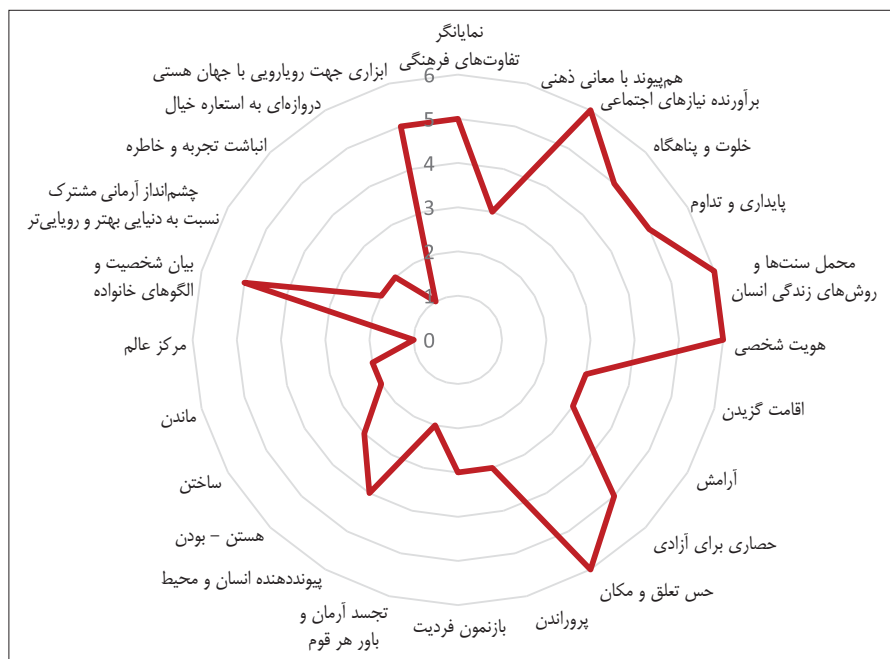 نمایانگر
تفاوت‌های فرهنگی
هم‌پیوند با معانی ذهنی
برآورنده نیازهای اجتماعی
خلوت و پناهگاه
پایداری و تداوم
محمل سنت‌ها و
روش‌های زندگی انسان
هویت شخصی
اقامت گزیدن
آرامش
حصاری برای آزادی
حس تعلق و مکان
پروراندن
بازنمون فردیت
تجسد آرمان و
باور هر قوم
پیونددهنده انسان و محیط
هستن – بودن
ساختن
ماندن
مرکز عالم
بیان شخصیت و
الگوهای خانواده
چشم‌انداز آرمانی مشترک
نسبت به دنیایی بهتر و رویایی‌تر
انباشت تجربه و خاطره
دروازه‌ای به استعاره خیال
ابزاری جهت رویارویی با جهان هستی
6
5
4
3
2
1
0